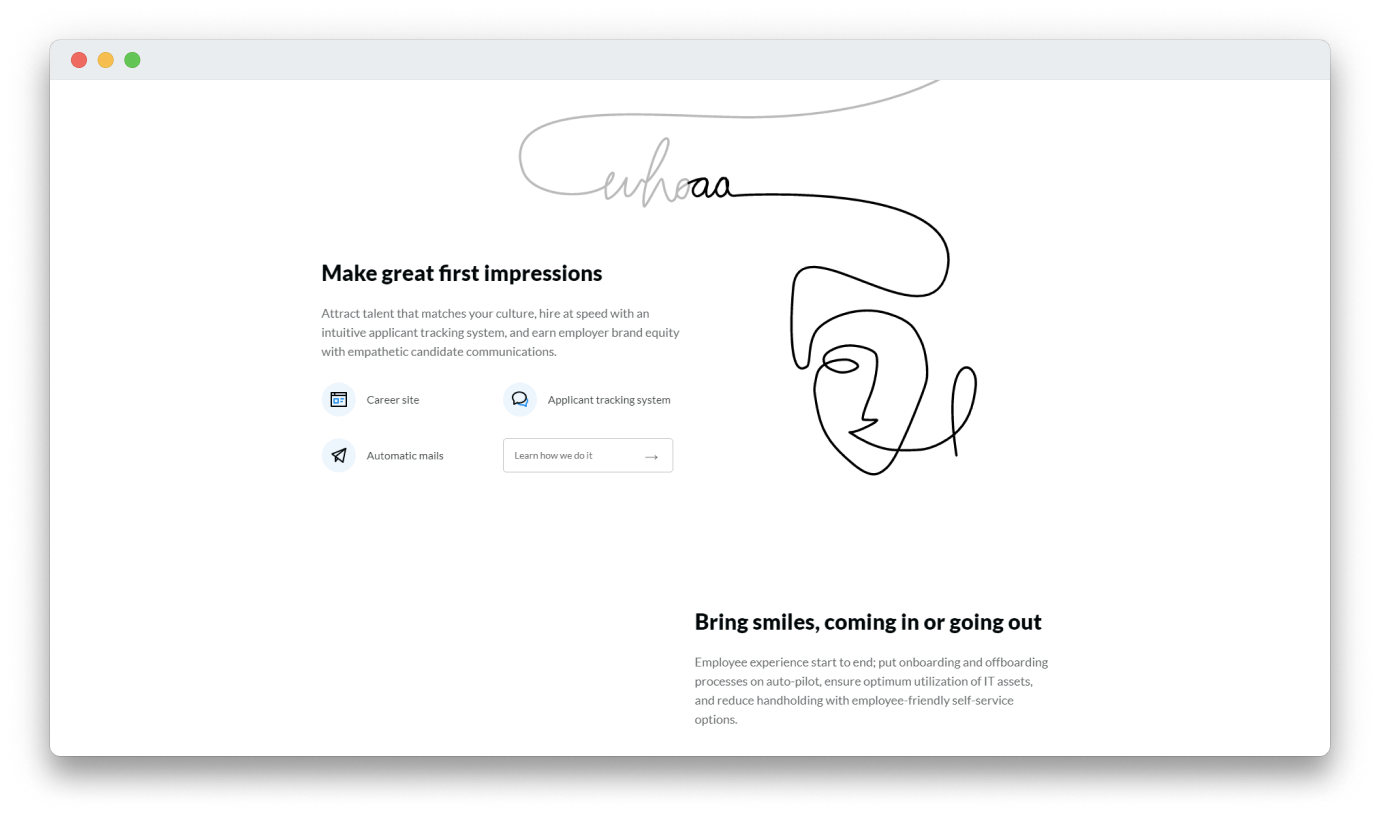 whoaa
Make great first impressions
Attract talent that matches your culture, hire at speed with an
intuitive applicant tracking system, and earn employer brand equity
with empathetic candidate communications.
Career site
Applicant tracking system
Automatic mails
Learn how we do it →
Bring smiles, coming in or going out
Employee experience start to end; put onboarding and offboarding
processes on auto-pilot, ensure optimum utilization of IT assets,
and reduce handholding with employee-friendly self-service
options.